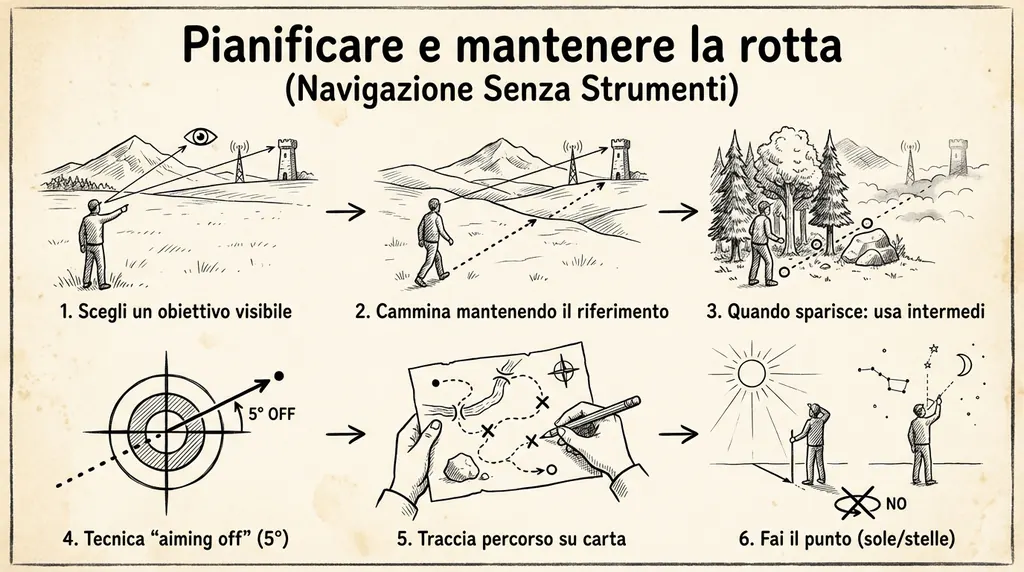 Pianificare e mantenere la rotta
(Navigazione Senza Strumenti)
1. Scegli un obiettivo visibile
2. Cammina mantenendo il riferimento
3. Quando sparisce: usa intermedi
5° OFF
NO
4. Tecnica “aiming off” (5°)
5. Traccia percorso su carta
6. Fai il punto (sole/stelle)